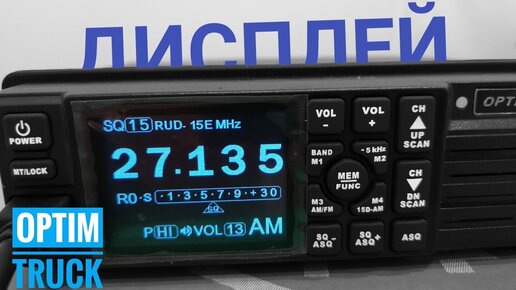 ДИСПЛЕЙ
OPTI
SQ 15 RUD- 15E MHz
27.135
R0-S 1·3·5·7·9·+30
SQ
P HI VOL 13 AM
POWER
MT/LOCK
VOL
-
VOL
+
CH
UP
SCAN
BAND
M1
MEM
FUNC
- 5 kHz
M2
M3
AM/FM
M4
15D-AM
CH
DN
SCAN
SQ -
ASQ
SQ +
ASQ
ASQ
OPTIM
TRUCK